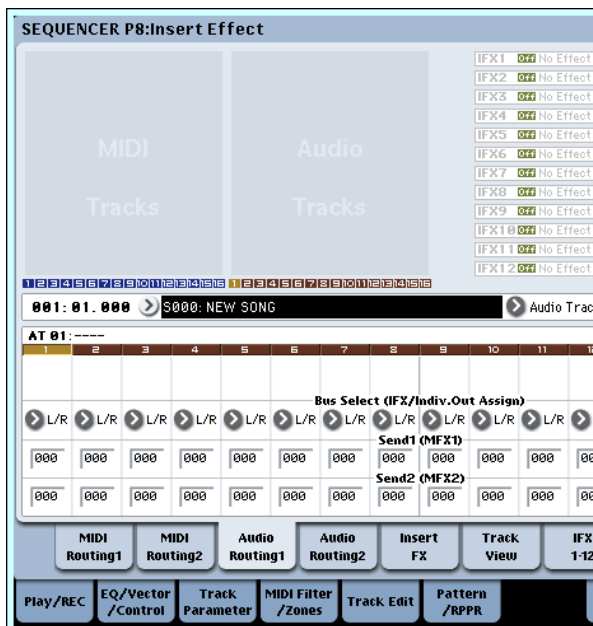 SEQUENCER P8:Insert Effect
IFX1 Off No Effect
IFX2 Off No Effect
IFX3 Off No Effect
IFX4 Off No Effect
IFX5 Off No Effect
IFX6 Off No Effect
IFX7 Off No Effect
IFX8 Off No Effect
IFX9 Off No Effect
IFX10 Off No Effect
IFX11 Off No Effect
IFX12 Off No Effect
MIDI Audio
Tracks Tracks
1 2 3 4 5 6 7 8 9 10 11 12 13 14 15 16 1 2 3 4 5 6 7 8 9 10 11 12 13 14 15 16
001:01.000 S000: NEW SONG Audio Trac
AT 01:----
1 2 3 4 5 6 7 8 9 10 11 1
Bus Select (IFX/Indiv.Out Assign)
L/R L/R L/R L/R L/R L/R L/R L/R L/R L/R L/R
Send1 (MFX1)
000 000 000 000 000 000 000 000 000 000 000 00
Send2 (MFX2)
000 000 000 000 000 000 000 000 000 000 000 00
MIDI Routing1 MIDI Routing2 Audio Routing1 Audio Routing2 Insert FX Track View IFX 1-12
Play/REC EQ/Vector /Control Track Parameter MIDI Filter /Zones Track Edit Pattern /RPPR